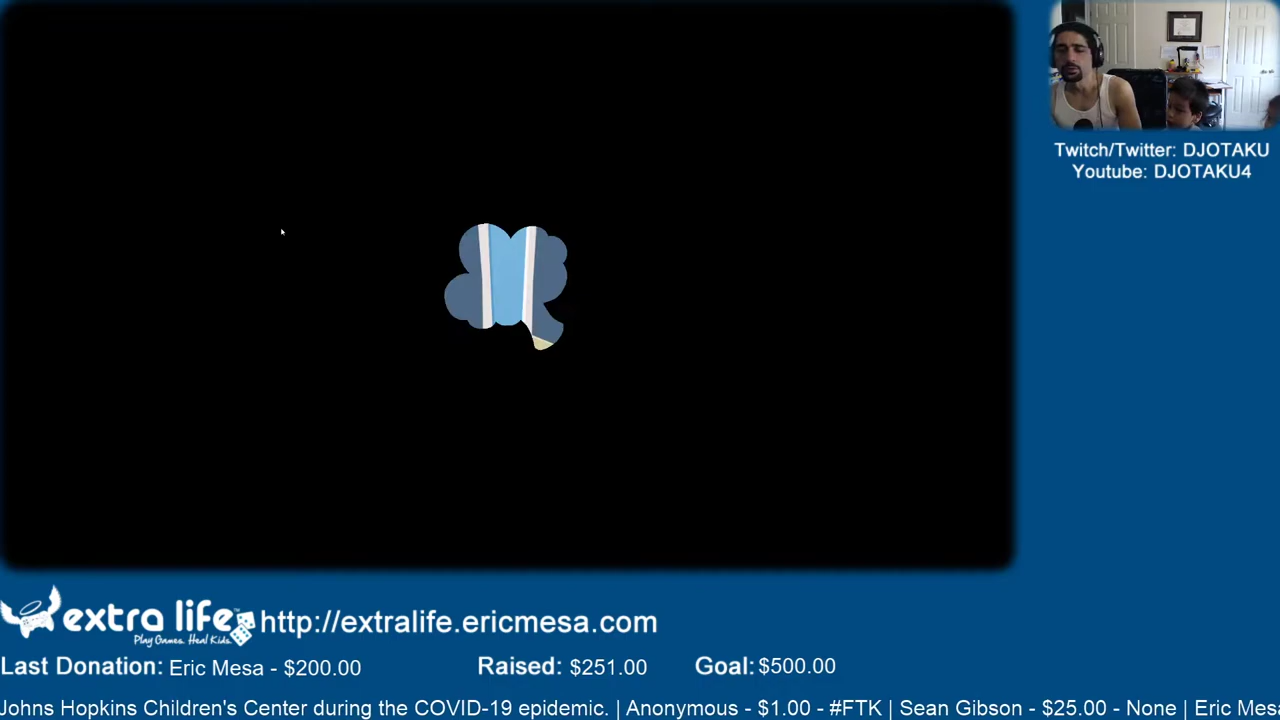 Twitch/Twitter: DJOTAKU
Youtube: DJOTAKU4
extra life
Play Games. Heal Kids.
http://extralife.ericmesa.com
Last Donation: Eric Mesa - $200.00
Raised: $251.00
Goal: $500.00
Johns Hopkins Children's Center during the COVID-19 epidemic. | Anonymous - $1.00 - #FTK | Sean Gibson - $25.00 - None | Eric Mesa